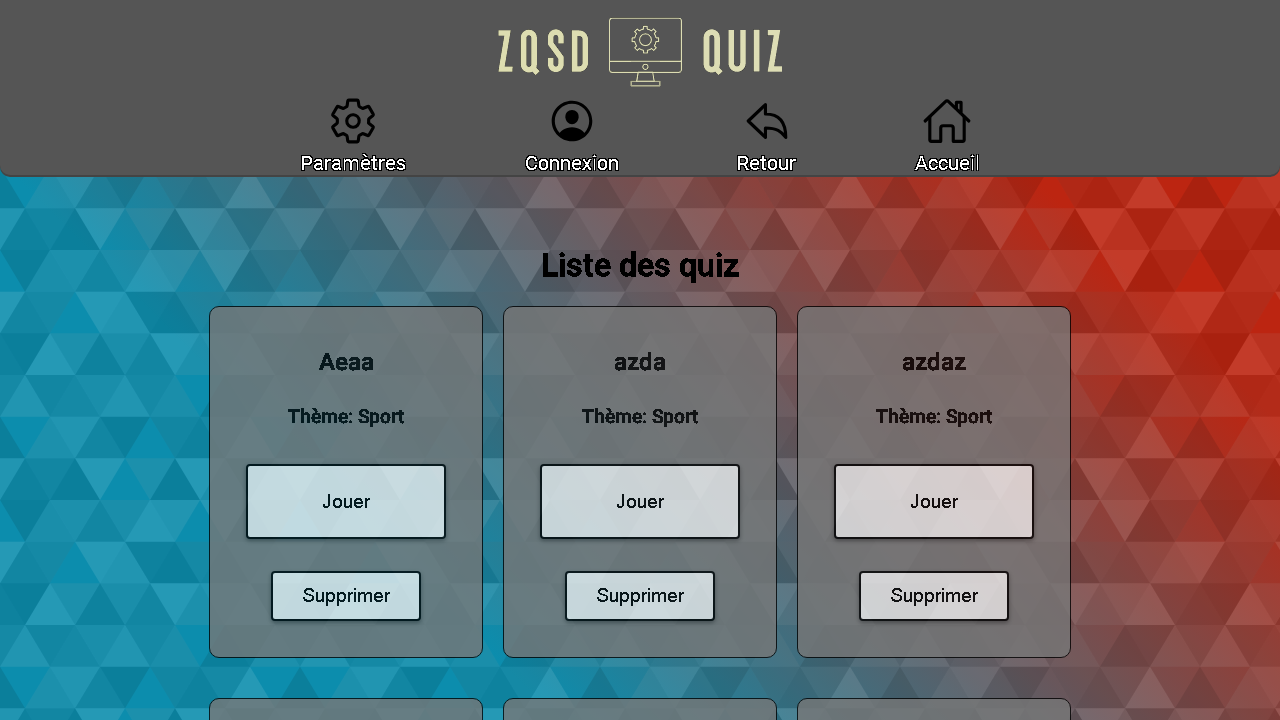 ZQSD QUIZ
Paramètres Connexion Retour Accueil
Liste des quiz
Aeaa
Thème: Sport
Jouer
Supprimer
azda
Thème: Sport
Jouer
Supprimer
azdaz
Thème: Sport
Jouer
Supprimer